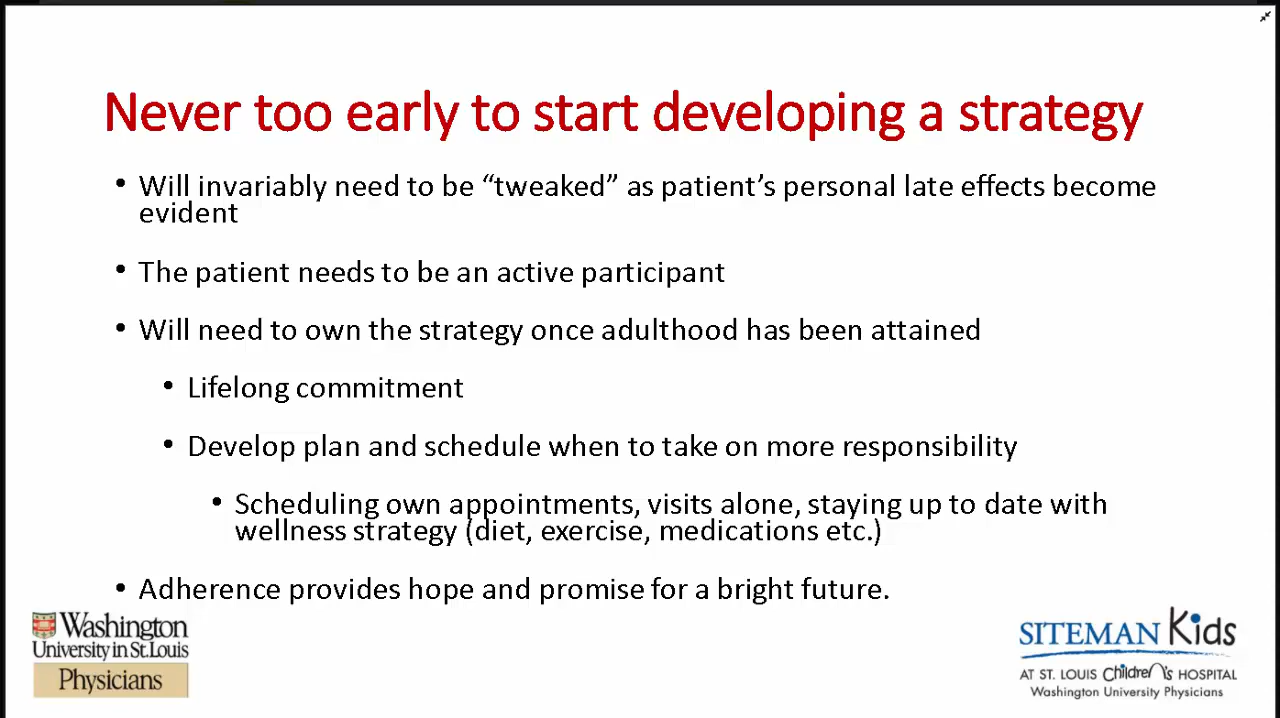 Never too early to start developing a strategy
• Will invariably need to be “tweaked” as patient’s personal late effects become
evident
• The patient needs to be an active participant
• Will need to own the strategy once adulthood has been attained
• Lifelong commitment
• Develop plan and schedule when to take on more responsibility
• Scheduling own appointments, visits alone, staying up to date with
wellness strategy (diet, exercise, medications etc.)
• Adherence provides hope and promise for a bright future.
Washington
University in St. Louis
Physicians
SITEMAN Kids
AT ST. LOUIS Children's HOSPITAL
Washington University Physicians